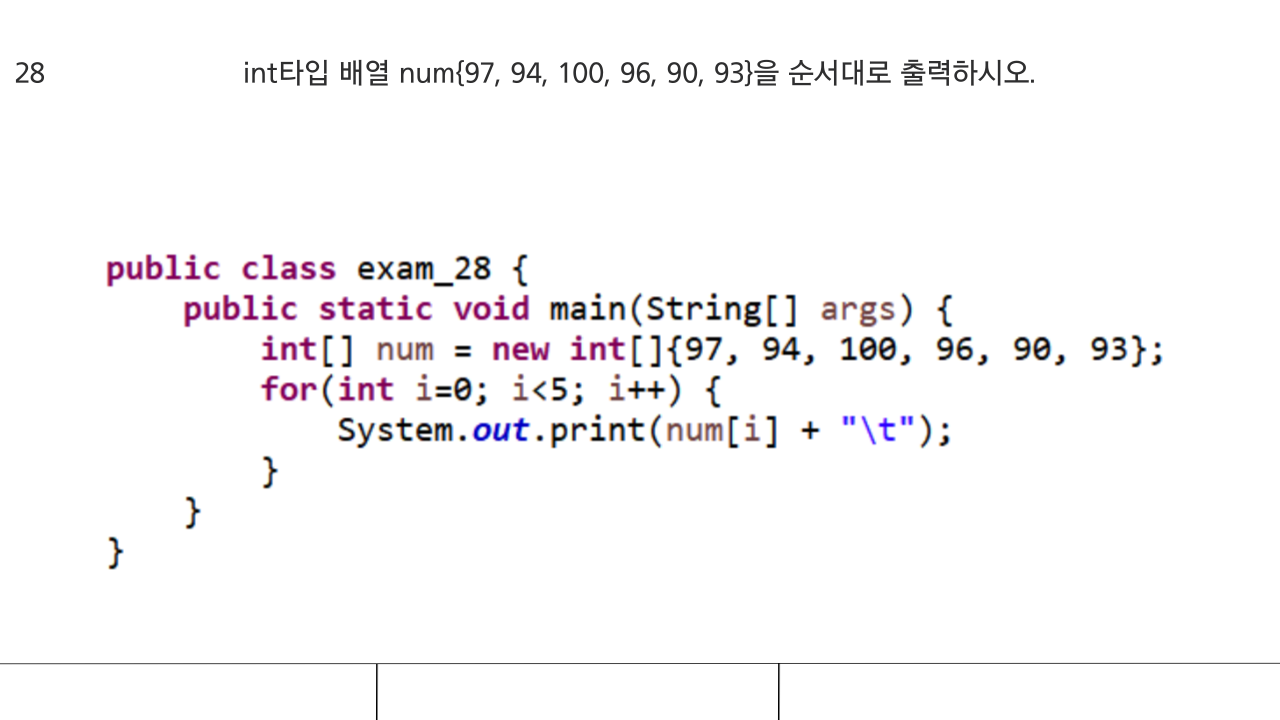 28 int타입 배열 num{97, 94, 100, 96, 90, 93}을 순서대로 출력하시오.
public class exam_28 {
public static void main(String[] args) {
int[] num = new int[]{97, 94, 100, 96, 90, 93};
for(int i=0; i<5; i++) {
System.out.print(num[i] + "\t");
}
}
}